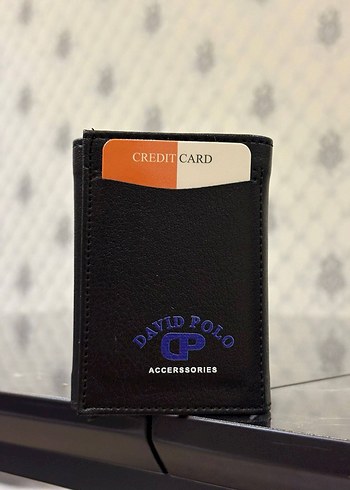 CREDIT CARD
DAVID POLO
DP
ACCERSSORIES